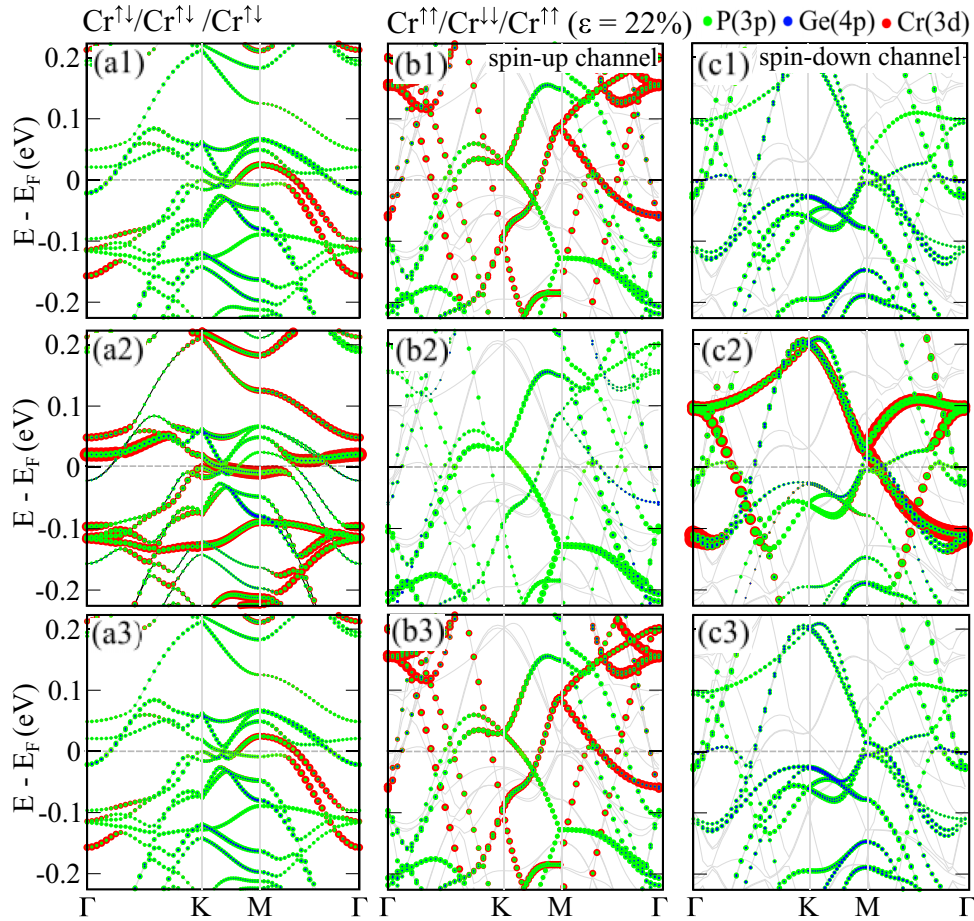 Cr↑↓/Cr↑↓ /Cr↑↓ Cr↑↑/Cr↓↓/Cr↑↑ (ε = 22%) P(3p) Ge(4p) Cr(3d)
(a1) (b1) spin-up channel (c1) spin-down channel
0.2
0.1
0
-0.1
-0.2
E - E_F (eV)
(a2) (b2) (c2)
0.2
0.1
0
-0.1
-0.2
E - E_F (eV)
(a3) (b3) (c3)
0.2
0.1
0
-0.1
-0.2
E - E_F (eV)
Γ K M Γ Γ K M Γ Γ K M Γ